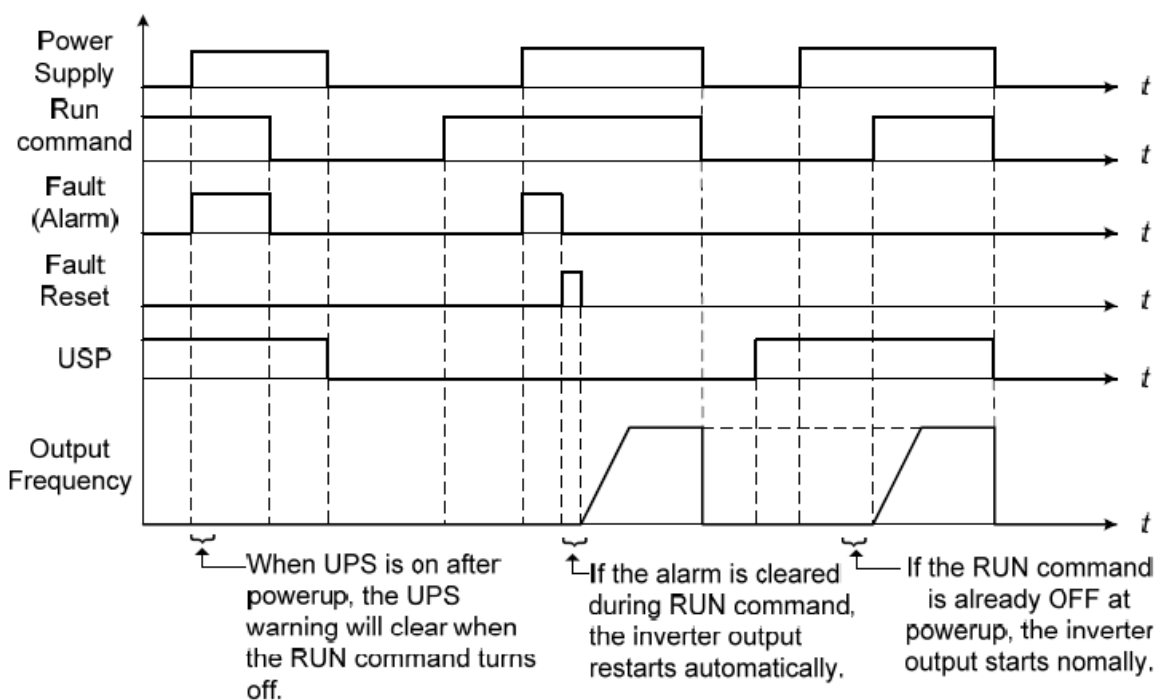 Power
Supply
t
Run
command
t
Fault
(Alarm)
t
Fault
Reset
t
USP
t
Output
Frequency
t
When UPS is on after
powerup, the UPS
warning will clear when
the RUN command turns
off.
If the alarm is cleared
during RUN command,
the inverter output
restarts automatically.
If the RUN command
is already OFF at
powerup, the inverter
output starts nomally.